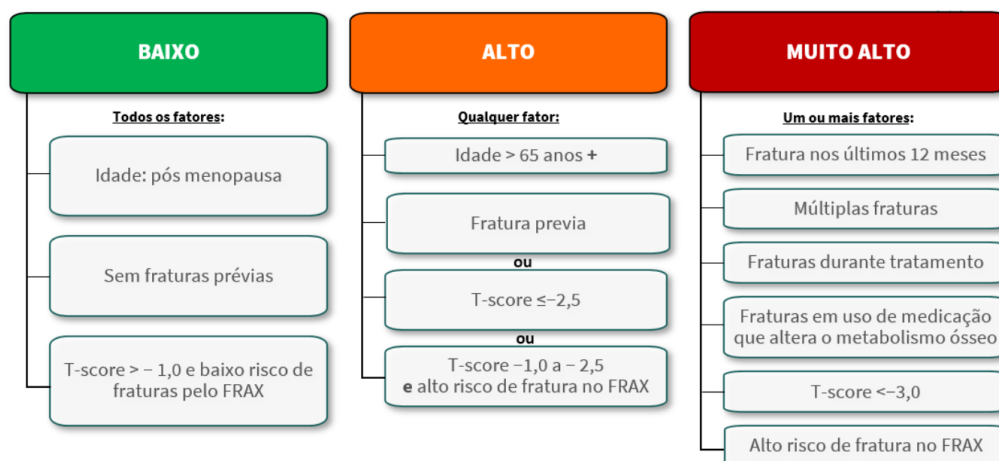 BAIXO
Todos os fatores:
Idade: pós menopausa
Sem fraturas prévias
T-score > − 1,0 e baixo risco de
fraturas pelo FRAX
ALTO
Qualquer fator:
Idade > 65 anos +
Fratura previa
ou
T-score ≤−2,5
ou
T-score −1,0 a − 2,5
e alto risco de fratura no FRAX
MUITO ALTO
Um ou mais fatores:
Fratura nos últimos 12 meses
Múltiplas fraturas
Fraturas durante tratamento
Fraturas em uso de medicação
que altera o metabolismo ósseo
T-score <−3,0
Alto risco de fratura no FRAX